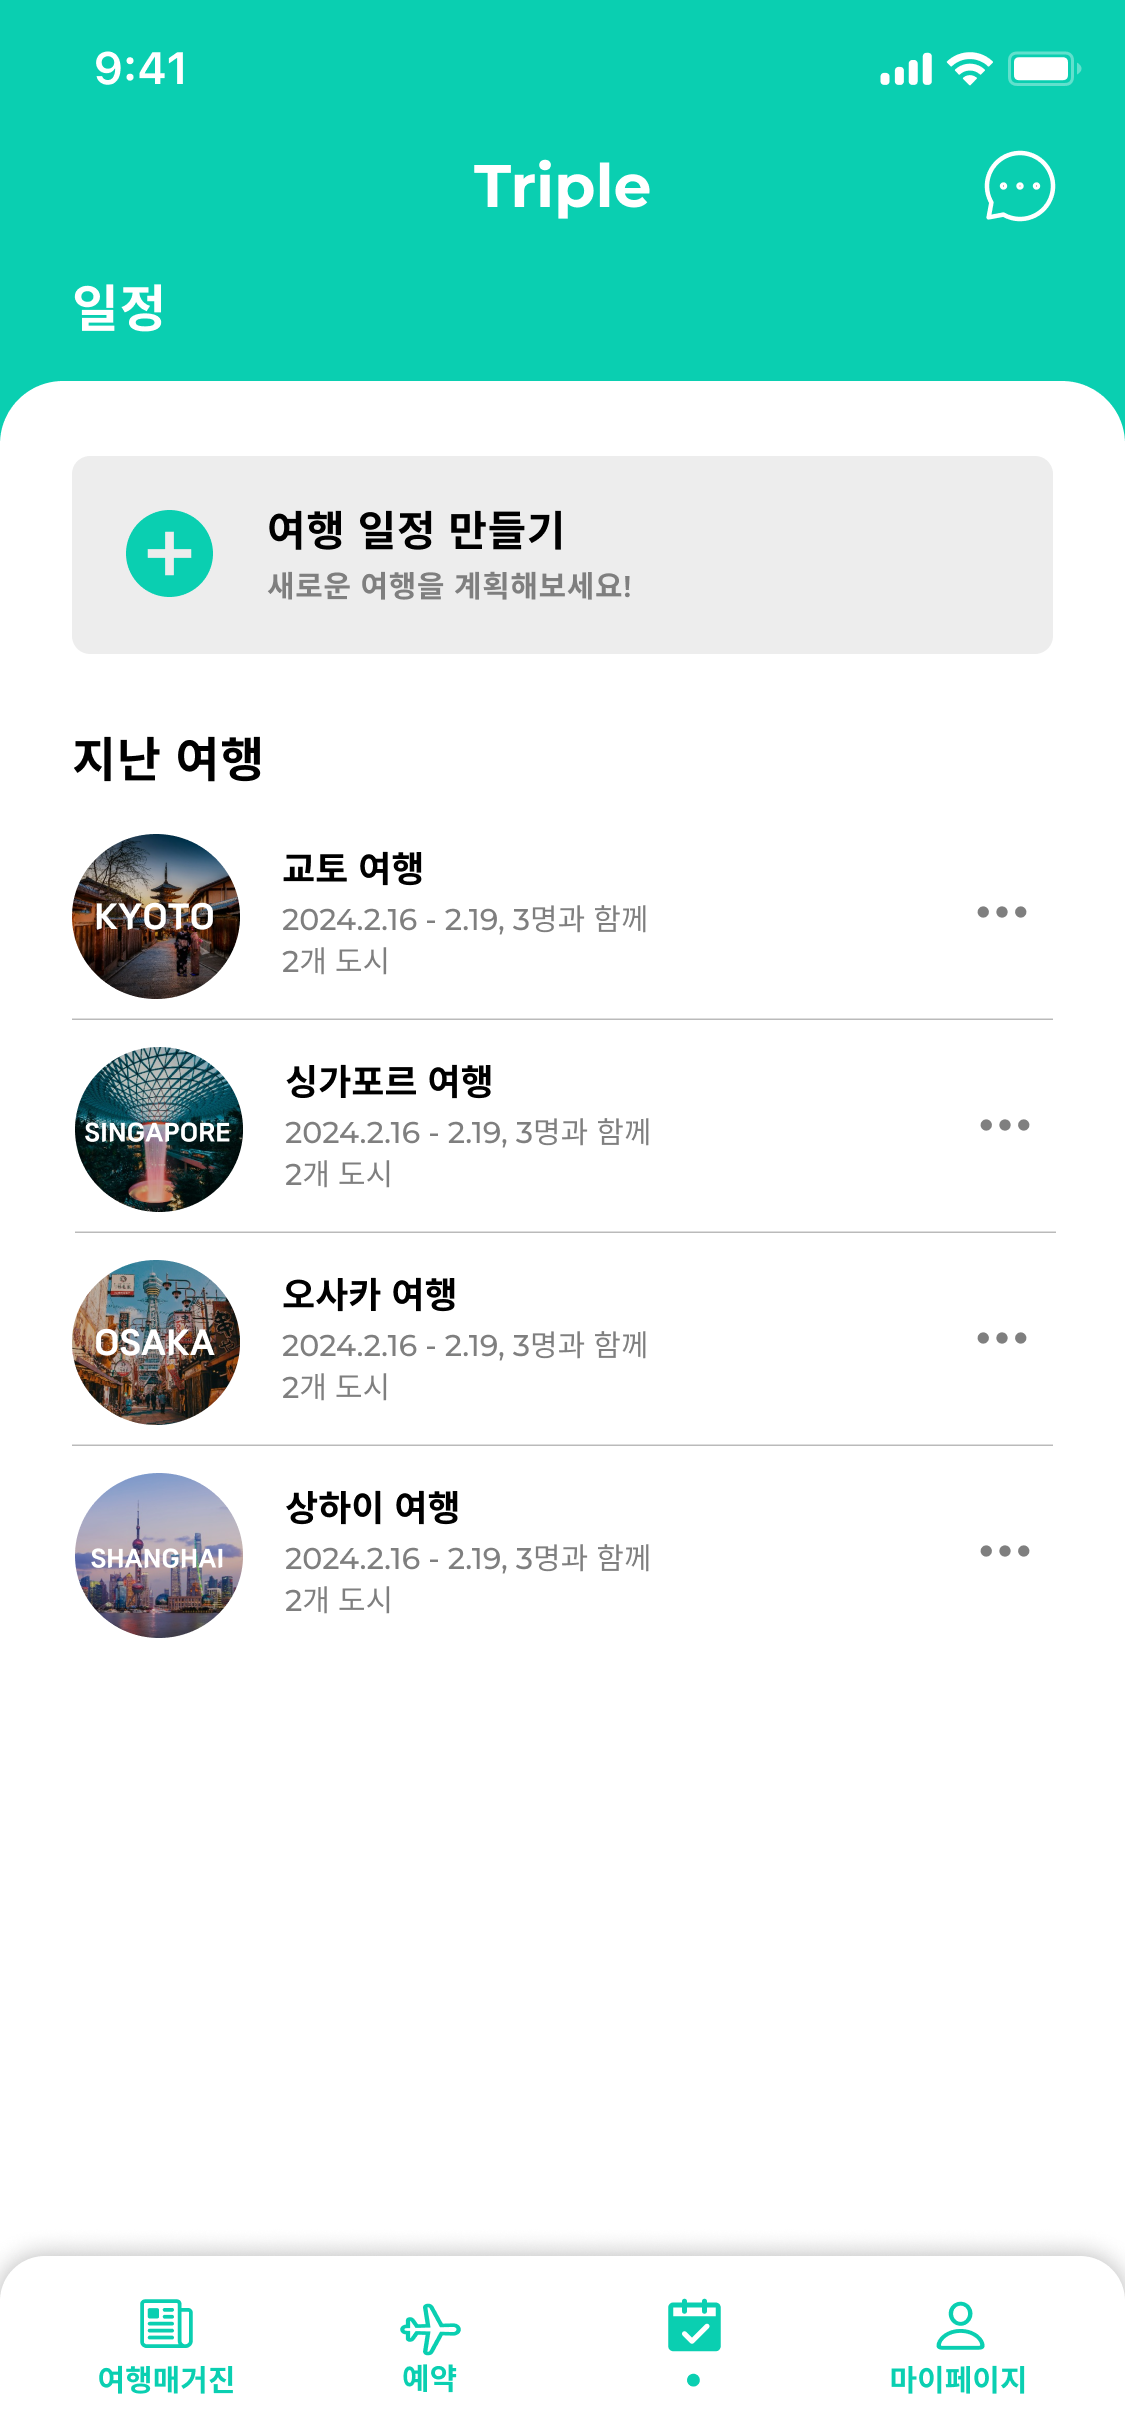 9:41
Triple
일정
여행 일정 만들기
새로운 여행을 계획해보세요!
지난 여행
KYOTO
교토 여행
2024.2.16 - 2.19, 3명과 함께
2개 도시
SINGAPORE
싱가포르 여행
2024.2.16 - 2.19, 3명과 함께
2개 도시
OSAKA
오사카 여행
2024.2.16 - 2.19, 3명과 함께
2개 도시
SHANGHAI
상하이 여행
2024.2.16 - 2.19, 3명과 함께
2개 도시
여행매거진
예약
마이페이지